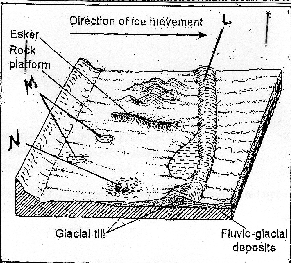 Direction of ice movement
L
Esker
Rock
platform
M
N
Glacial till
Fluvio-glacial
deposits